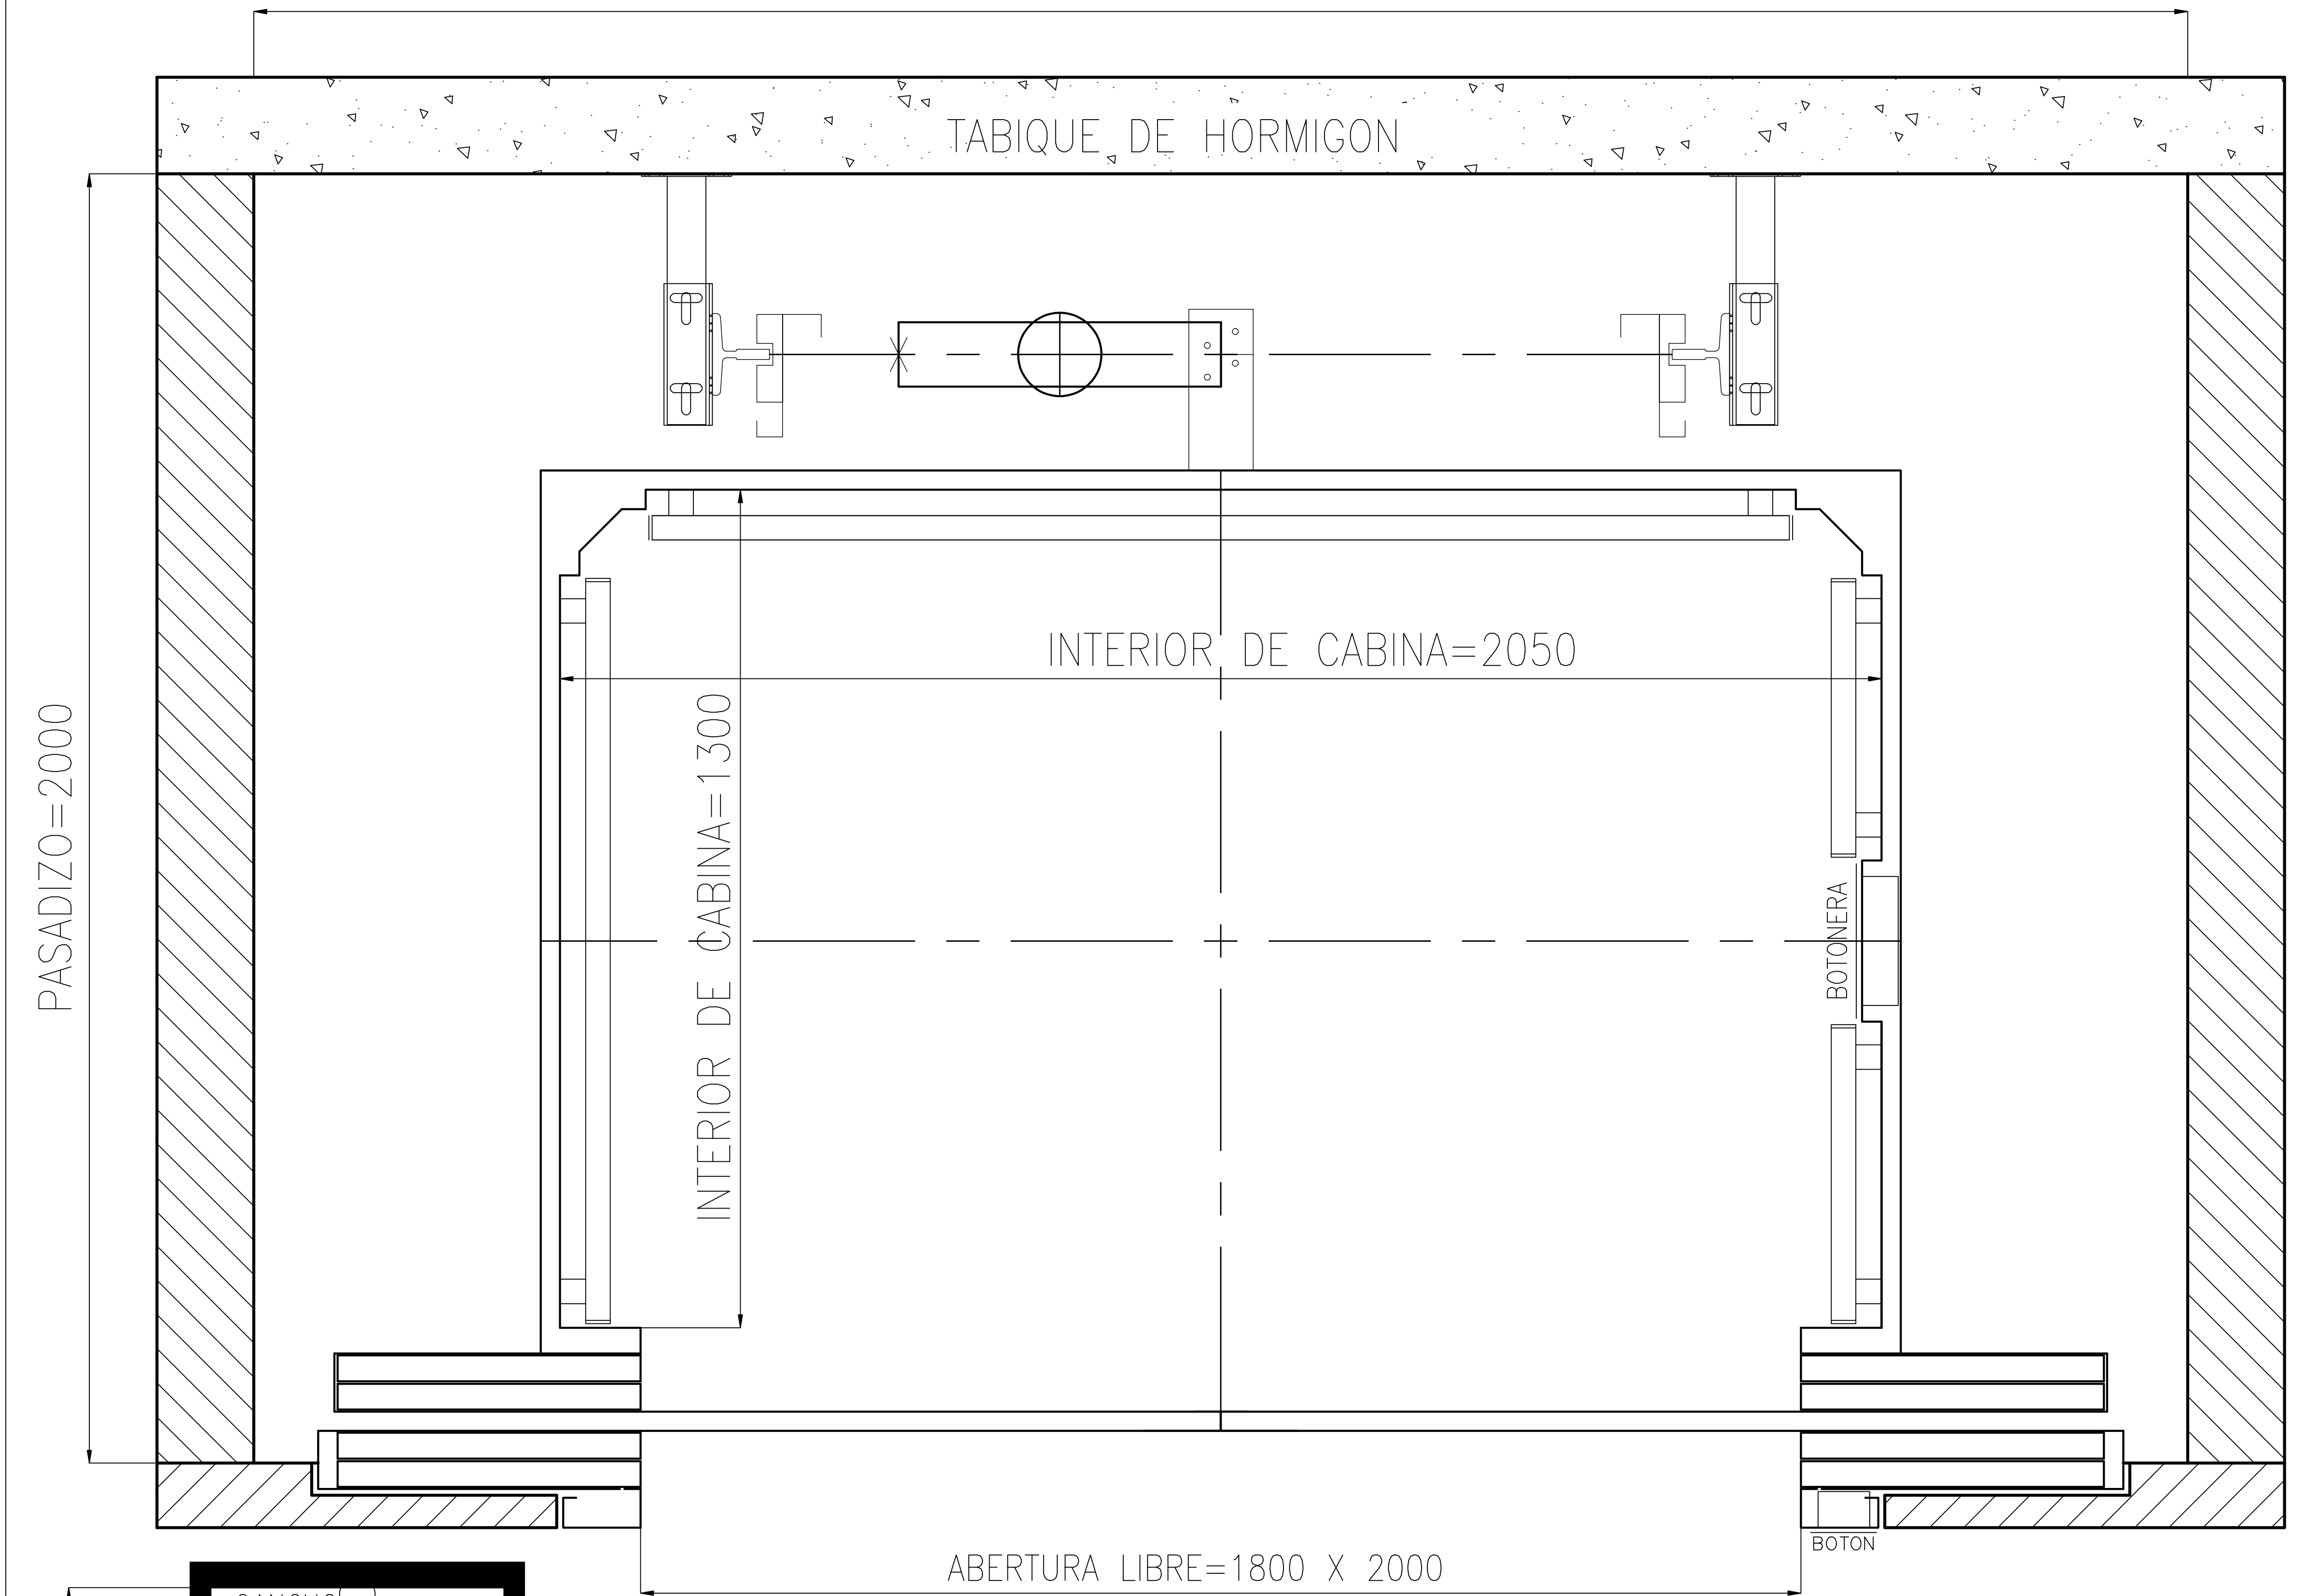 TABIQUE DE HORMIGON
INTERIOR DE CABINA=2050
INTERIOR DE CABINA=1300
PASADIZO=2000
BOTONERA
BOTON
ABERTURA LIBRE=1800 X 2000